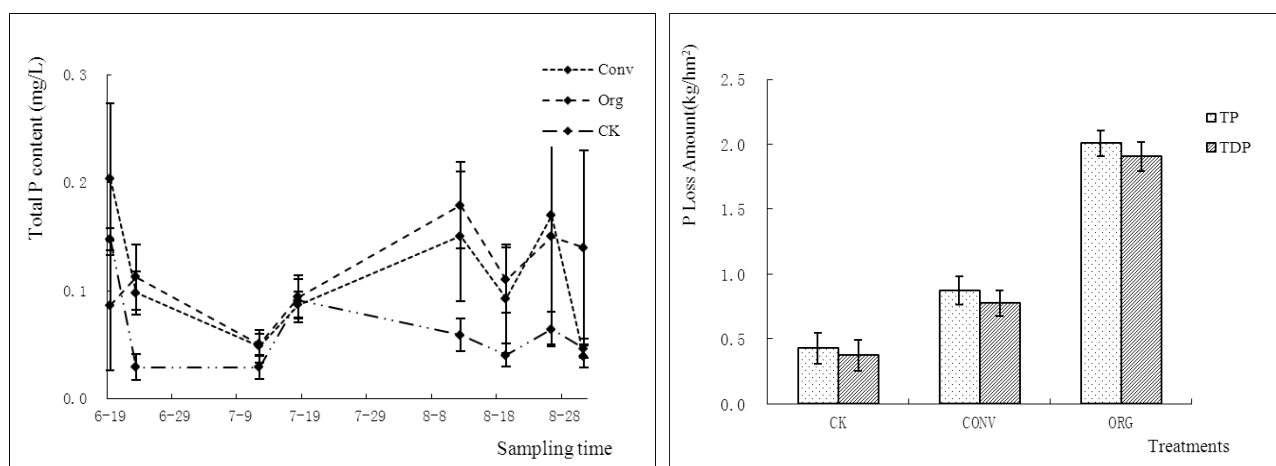 Total P content (mg/L)
0.3
0.2
0.1
0.0
6-19
6-29
7-9
7-19
7-29
8-8
8-18
8-28
Sampling time
Conv
Org
CK
P Loss Amount(kg/hm²)
2.5
2.0
1.5
1.0
0.5
0.0
CK
CONV
ORG
Treatments
TP
TDP